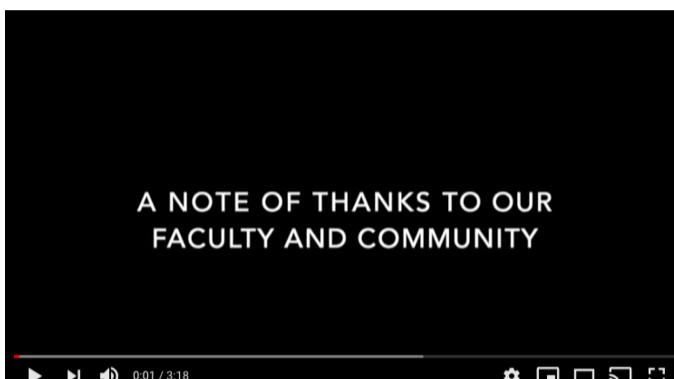 A NOTE OF THANKS TO OUR
FACULTY AND COMMUNITY
0:01 / 3:18